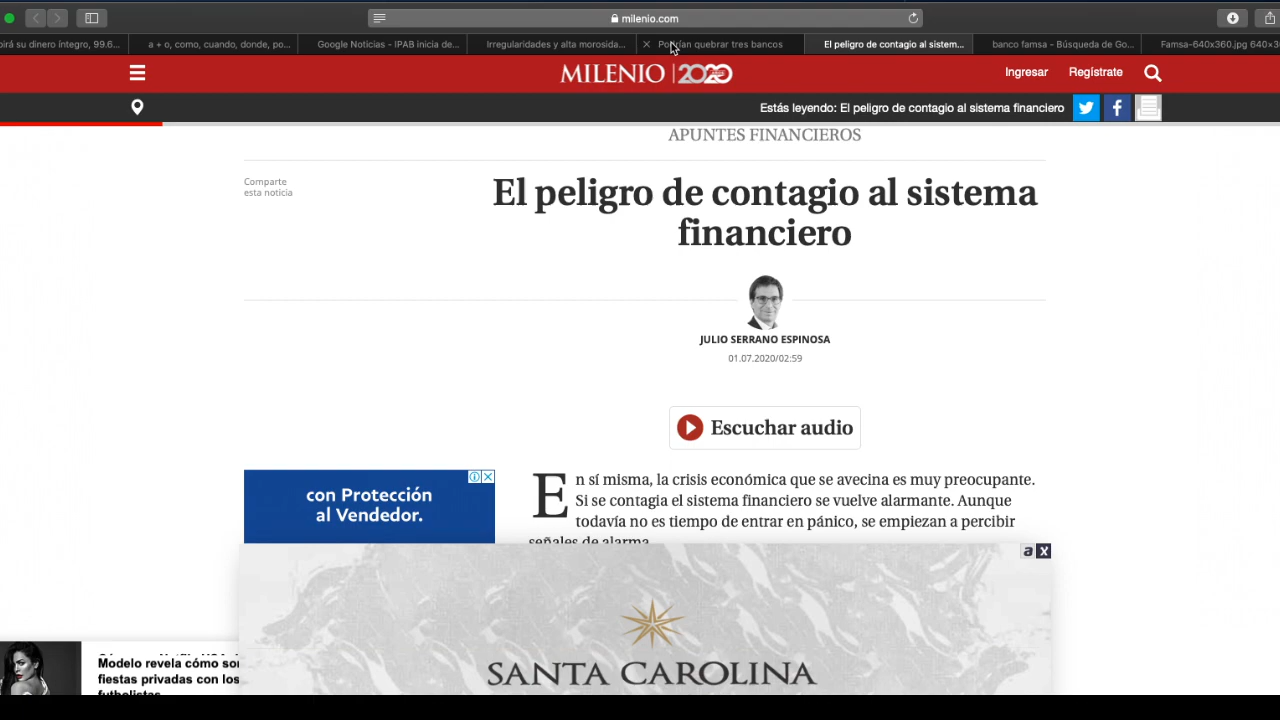 milenio.com
birá su dinero íntegro, 99.6...
a + o, como, cuando, donde, po...
Google Noticias - IPAB inicia de...
Irregularidades y alta morosida...
Podrían quebrar tres bancos
El peligro de contagio al sistem...
banco famsa - Búsqueda de Go...
Famsa-640x360.jpg 640×3
MILENIO 2020
Ingresar
Regístrate
Estás leyendo: El peligro de contagio al sistema financiero
APUNTES FINANCIEROS
Comparte
esta noticia
El peligro de contagio al sistema
financiero
JULIO SERRANO ESPINOSA
01.07.2020/02:59
Escuchar audio
con Protección
al Vendedor.
En sí misma, la crisis económica que se avecina es muy preocupante.
Si se contagia el sistema financiero se vuelve alarmante. Aunque
todavía no es tiempo de entrar en pánico, se empiezan a percibir
señales de alarma.
a x
SANTA CAROLINA
Modelo revela cómo son
fiestas privadas con los
futbolistas